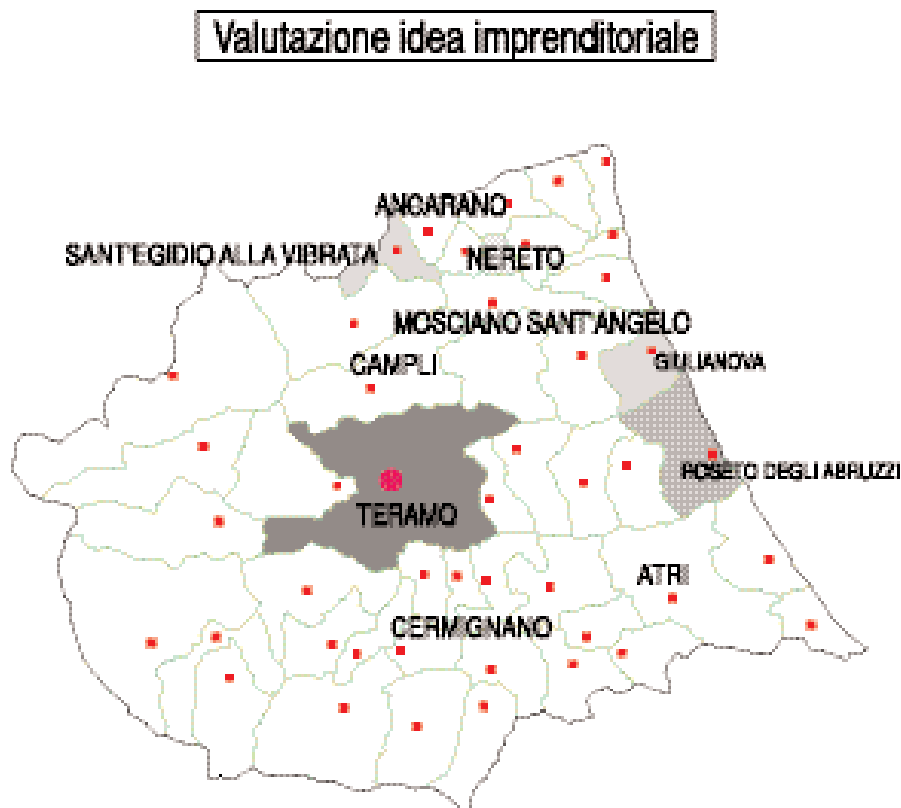 Valutazione idea imprenditoriale
ANCARANO
SANT'EGIDIO ALLA VIBRATA
NERETO
MOSCIANO SANT'ANGELO
CAMPLI
GIULIANOVA
ROSETO DEGLI ABRUZZI
TERAMO
ATRI
CERMIGNANO